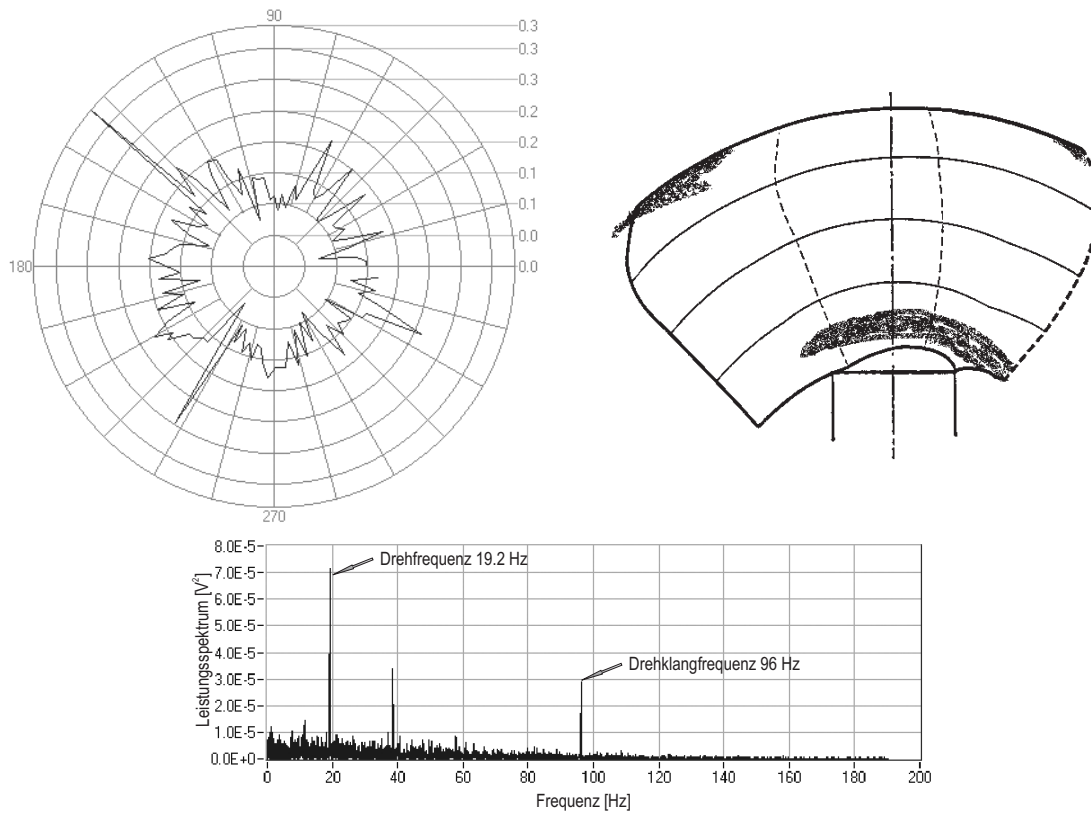 90
0.3
0.3
0.3
0.2
0.2
0.1
0.1
0.0
180
0.0
270
8.0E-5
7.0E-5
6.0E-5
5.0E-5
4.0E-5
3.0E-5
2.0E-5
1.0E-5
0.0E+0
Leistungsspektrum [V²]
Drehfrequenz 19.2 Hz
Drehklangfrequenz 96 Hz
0 20 40 60 80 100 120 140 160 180 200
Frequenz [Hz]